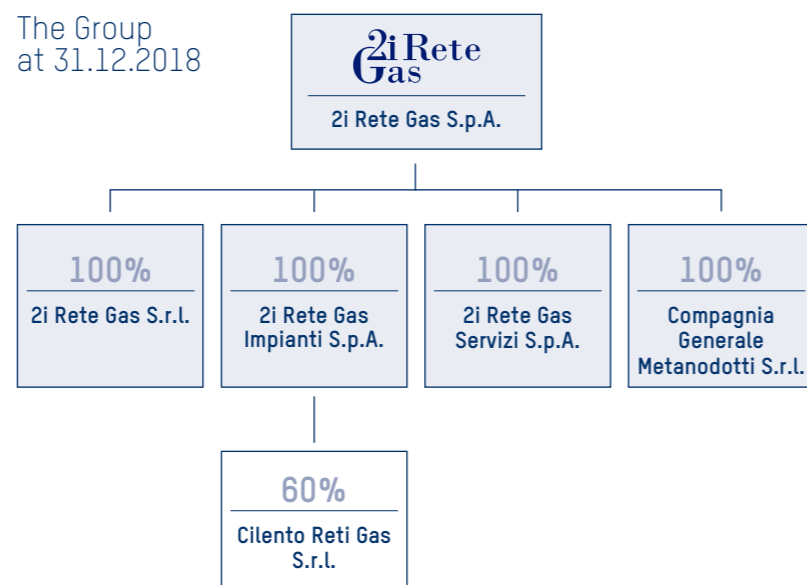 The Group
at 31.12.2018
2i Rete
Gas
2i Rete Gas S.p.A.
100%
2i Rete Gas S.r.l.
100%
2i Rete Gas
Impianti S.p.A.
100%
2i Rete Gas
Servizi S.p.A.
100%
Compagnia
Generale
Metanodotti S.r.l.
60%
Cilento Reti Gas
S.r.l.